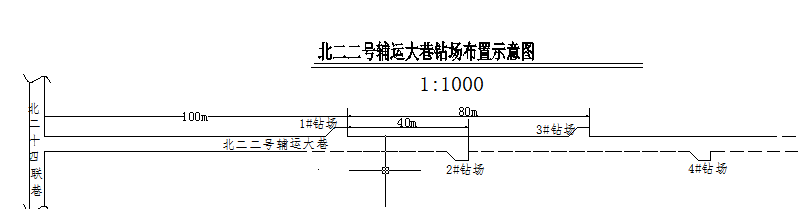 北二二号辅运大巷钻场布置示意图
1:1000
100m
80m
1#钻场
40m
3#钻场
北二二号辅运大巷
2#钻场
4#钻场
北二十四联巷